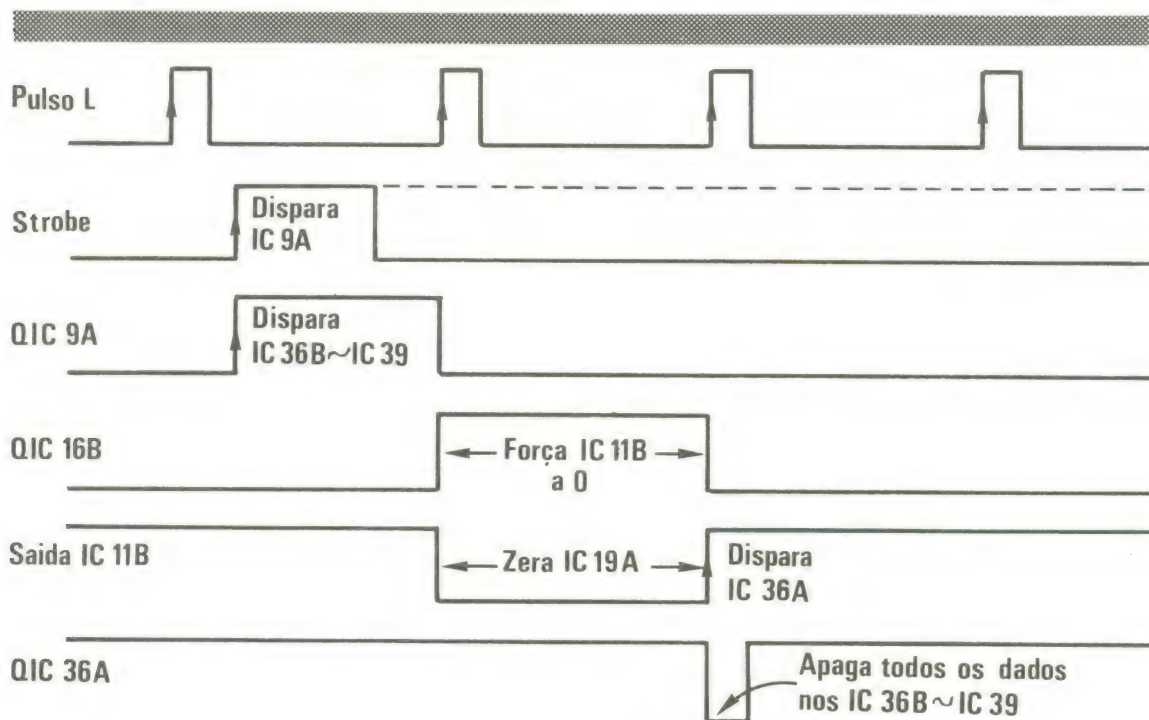 Pulso L
Strobe
Dispara
IC 9A
QIC 9A
Dispara
IC 36B~IC 39
QIC 16B
Força IC 11B
a 0
Saida IC 11B
Zera IC 19A
Dispara
IC 36A
QIC 36A
Apaga todos os dados
nos IC 36B~IC 39